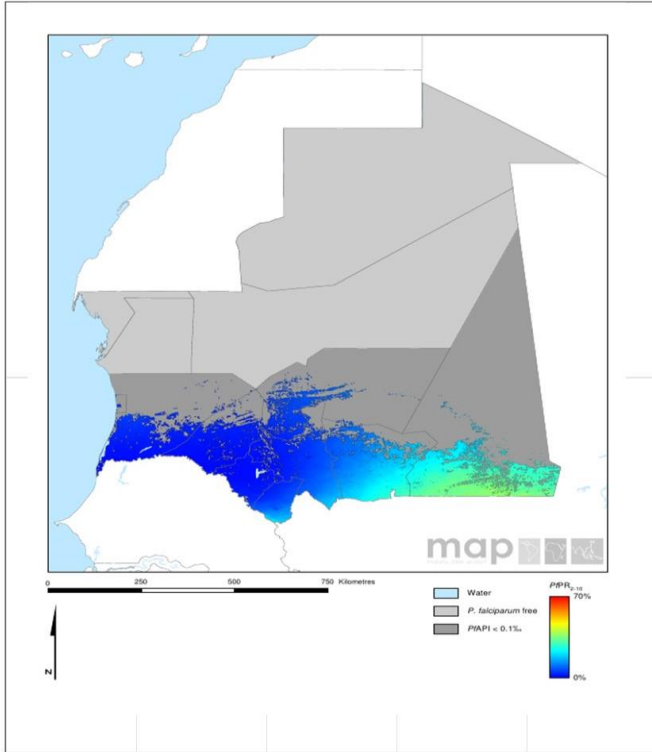 map
0 250 500 750 Kilometres
Water
P. falciparum free
PfAPI < 0.1‰
PfPR2-10
70%
0%
N